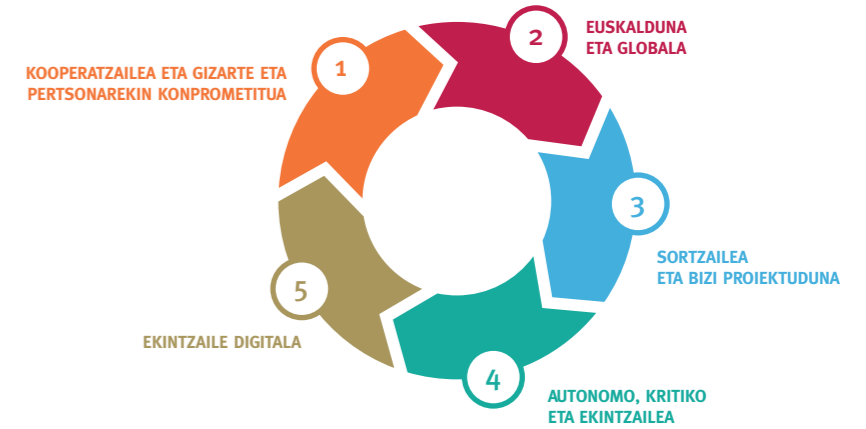 1
KOOPERATZAILEA ETA GIZARTE ETA
PERTSONAREKIN KONPROMETITUA
2
EUSKALDUNA
ETA GLOBALA
3
SORTZAILEA
ETA BIZI PROIEKTUDUNA
4
AUTONOMO, KRITIKO
ETA EKINTZAILEA
5
EKINTZAILE DIGITALA